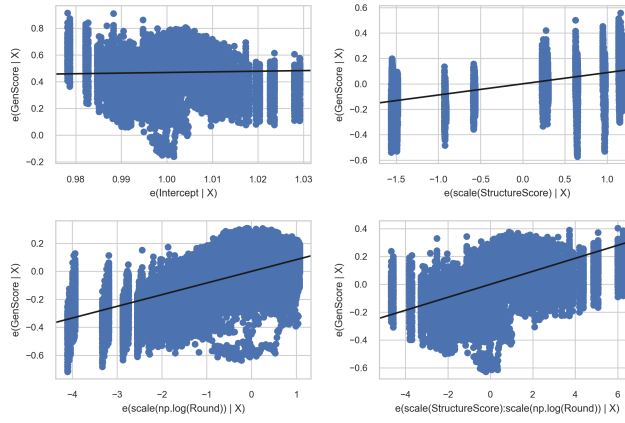 0.8
0.6
0.4
0.2
0.0
−0.2
e(GenScore | X)
0.98 0.99 1.00 1.01 1.02 1.03
e(Intercept | X)
0.6
0.4
0.2
0.0
−0.2
−0.4
−0.6
e(GenScore | X)
−1.5 −1.0 −0.5 0.0 0.5 1.0
e(scale(StructureScore) | X)
0.2
0.0
−0.2
−0.4
−0.6
e(GenScore | X)
−4 −3 −2 −1 0 1
e(scale(np.log(Round)) | X)
0.4
0.2
0.0
−0.2
−0.4
−0.6
e(GenScore | X)
−4 −2 0 2 4 6
e(scale(StructureScore):scale(np.log(Round)) | X)